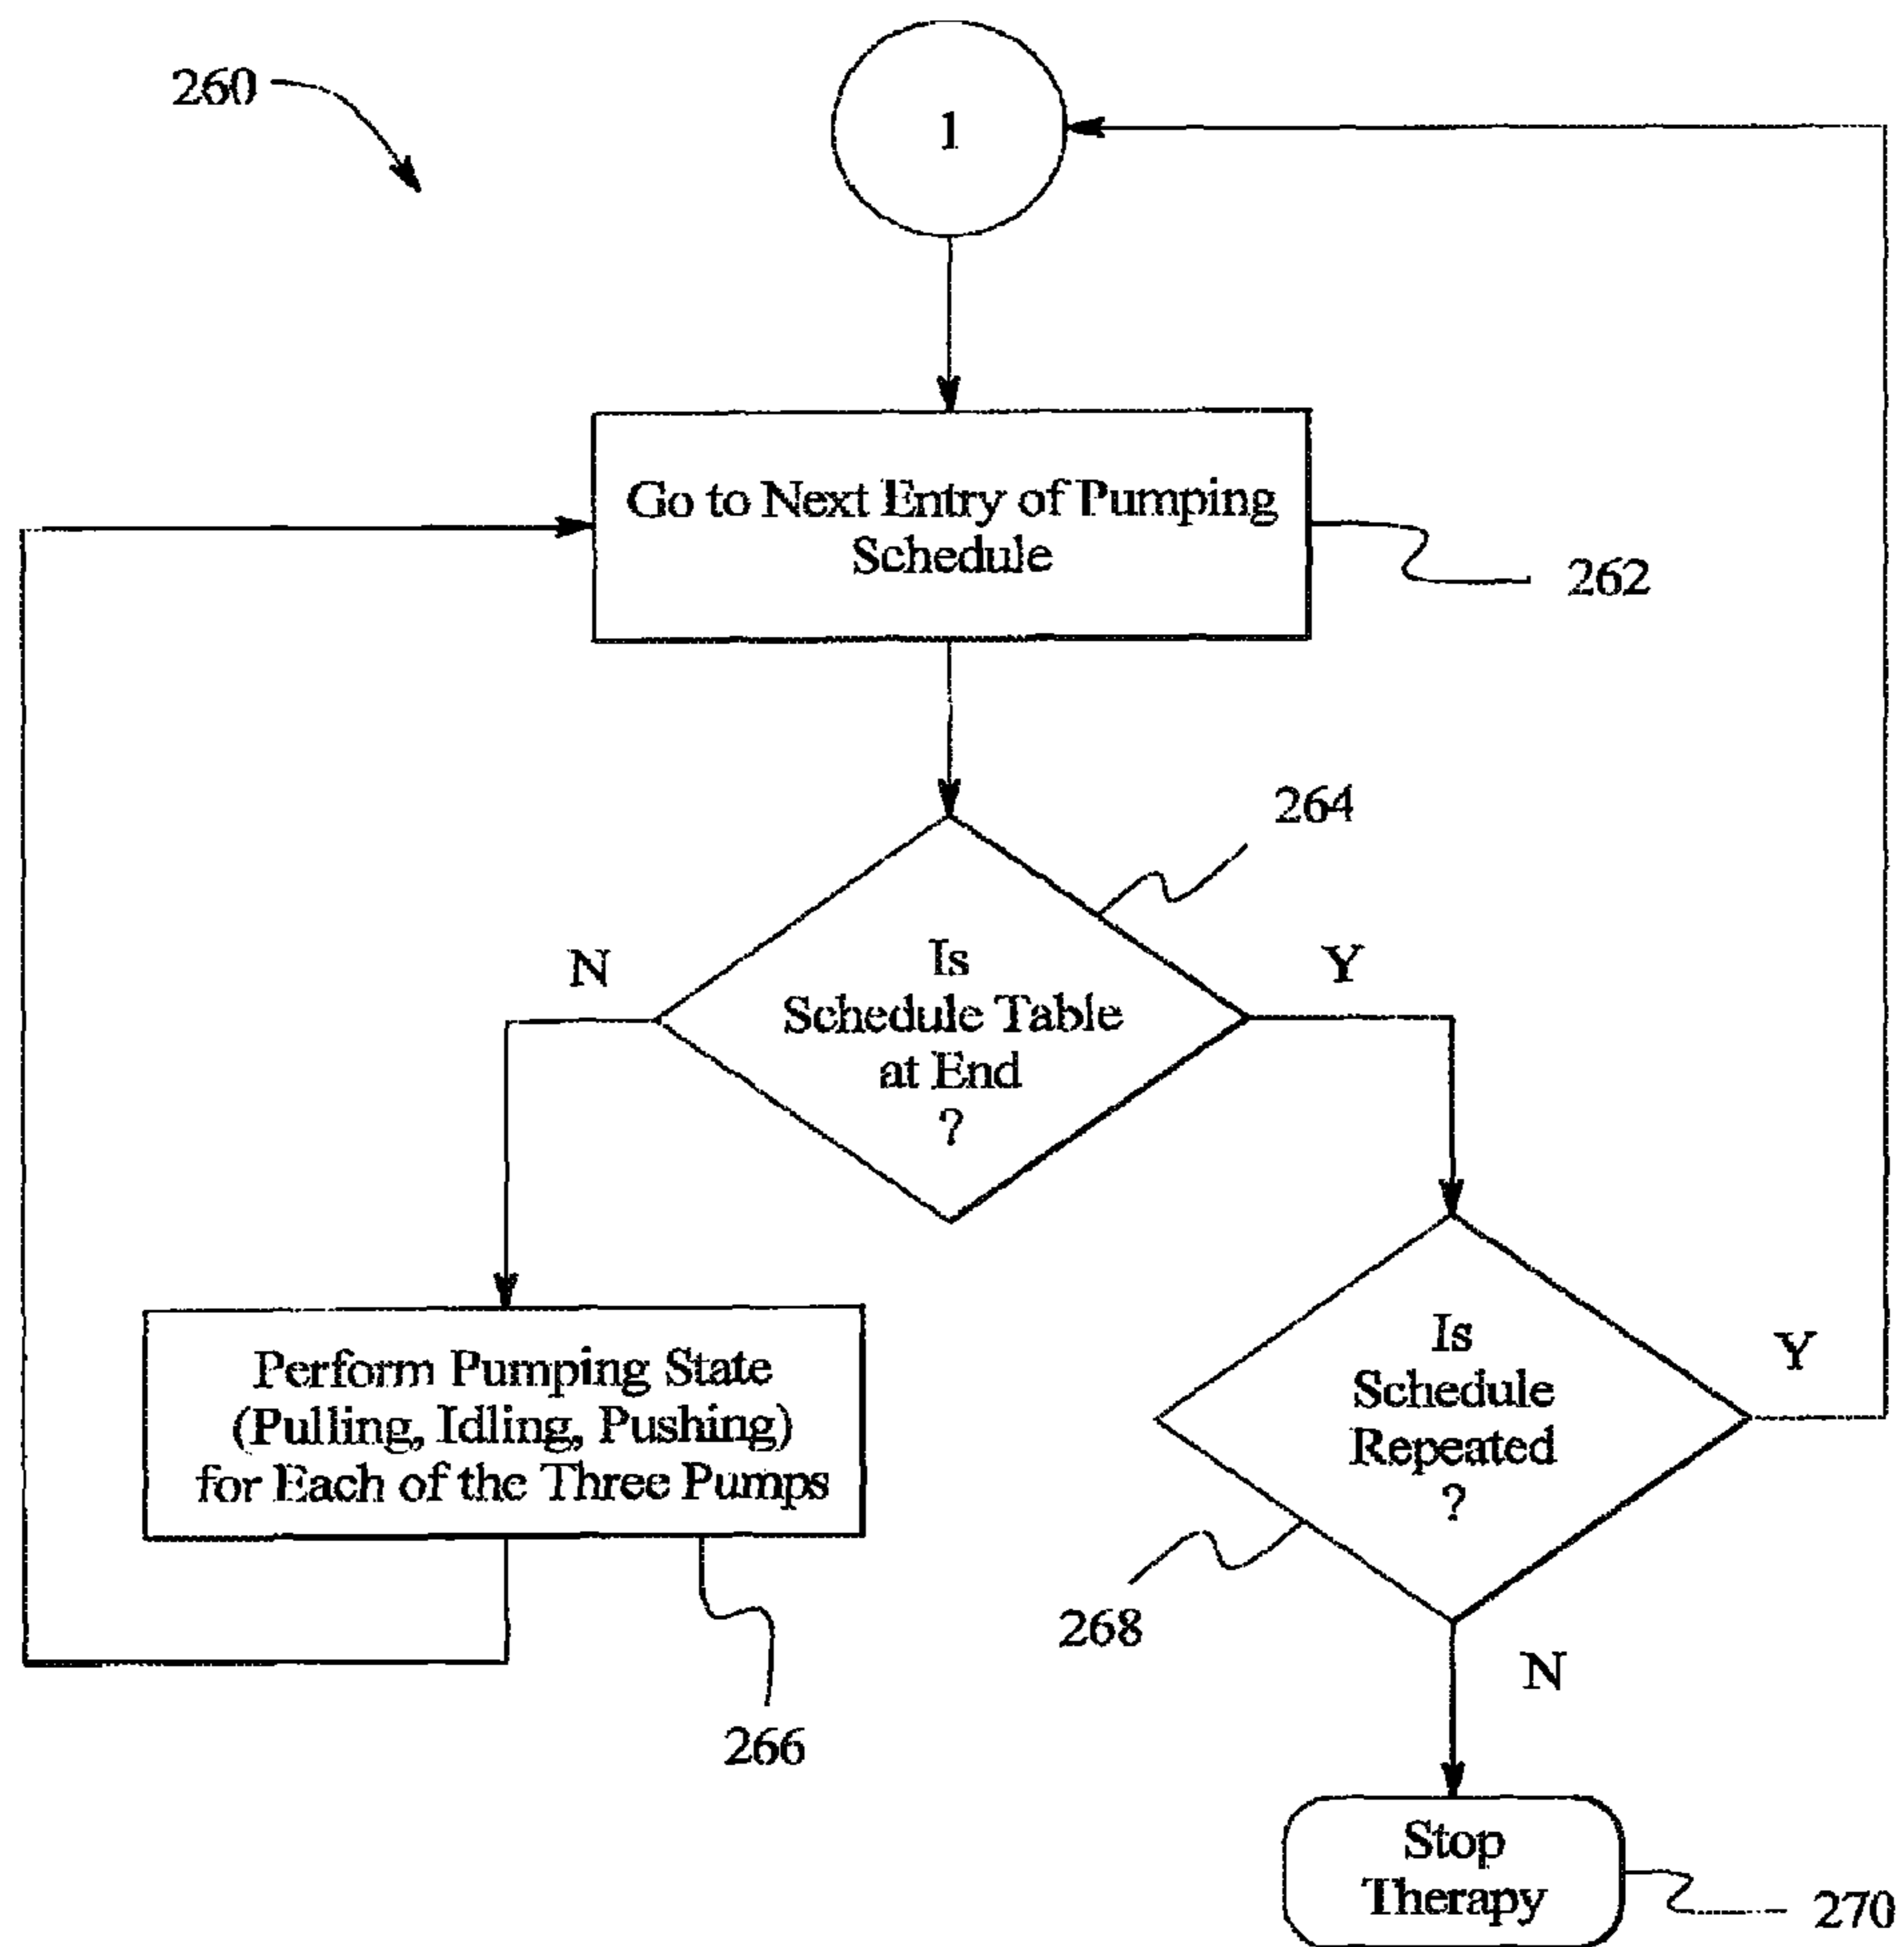 260
1
Go to Next Entry of Pumping
Schedule
262
264
N
Is
Schedule Table
at End
?
Y
Perform Pumping State
(Pulling, Idling, Pushing)
for Each of the Three Pumps
266
Is
Schedule
Repeated
?
Y
268
N
Stop
Therapy
270